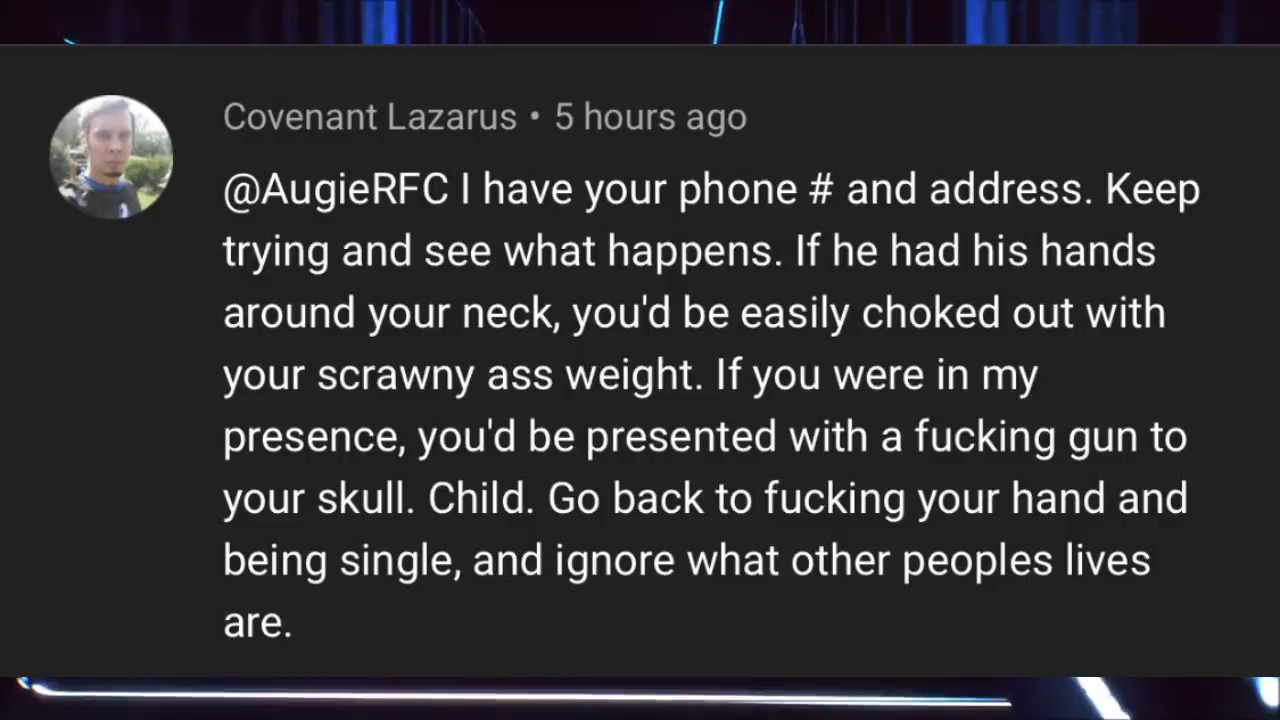 Covenant Lazarus • 5 hours ago
@AugieRFC I have your phone # and address. Keep
trying and see what happens. If he had his hands
around your neck, you'd be easily choked out with
your scrawny ass weight. If you were in my
presence, you'd be presented with a fucking gun to
your skull. Child. Go back to fucking your hand and
being single, and ignore what other peoples lives
are.